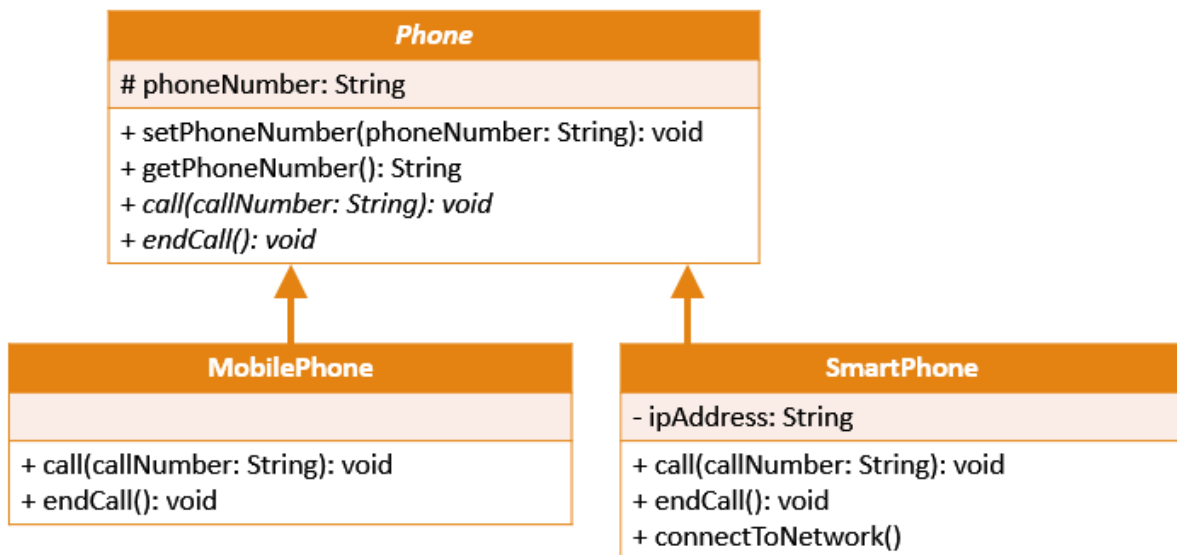 Phone
# phoneNumber: String
+ setPhoneNumber(phoneNumber: String): void
+ getPhoneNumber(): String
+ call(callNumber: String): void
+ endCall(): void
MobilePhone
+ call(callNumber: String): void
+ endCall(): void
SmartPhone
- ipAddress: String
+ call(callNumber: String): void
+ endCall(): void
+ connectToNetwork()